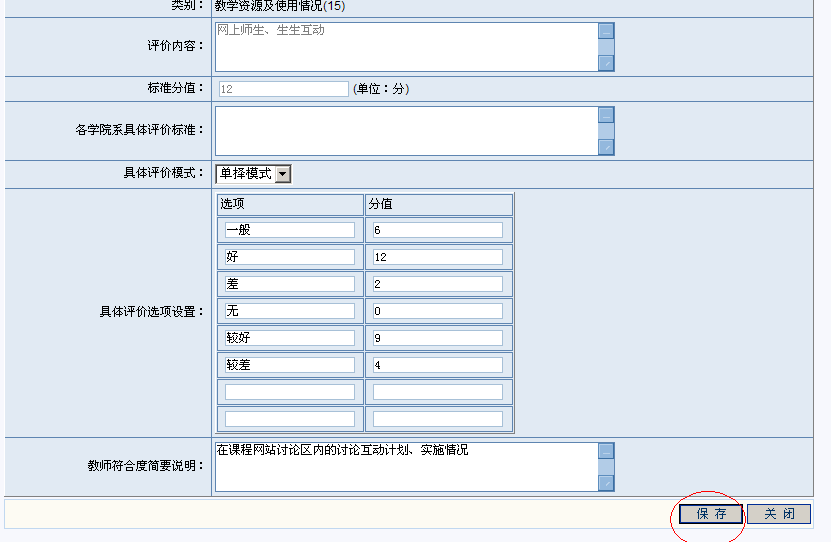 类别： 教学资源及使用情况(15)
评价内容： 网上师生、生生互动
标准分值： 12 (单位：分)
各学院系具体评价标准：
具体评价模式： 单择模式
具体评价选项设置：
选项 分值
一般 6
好 12
差 2
无 0
较好 9
较差 4
教师符合度简要说明： 在课程网站讨论区内的讨论互动计划、实施情况
保 存 关 闭